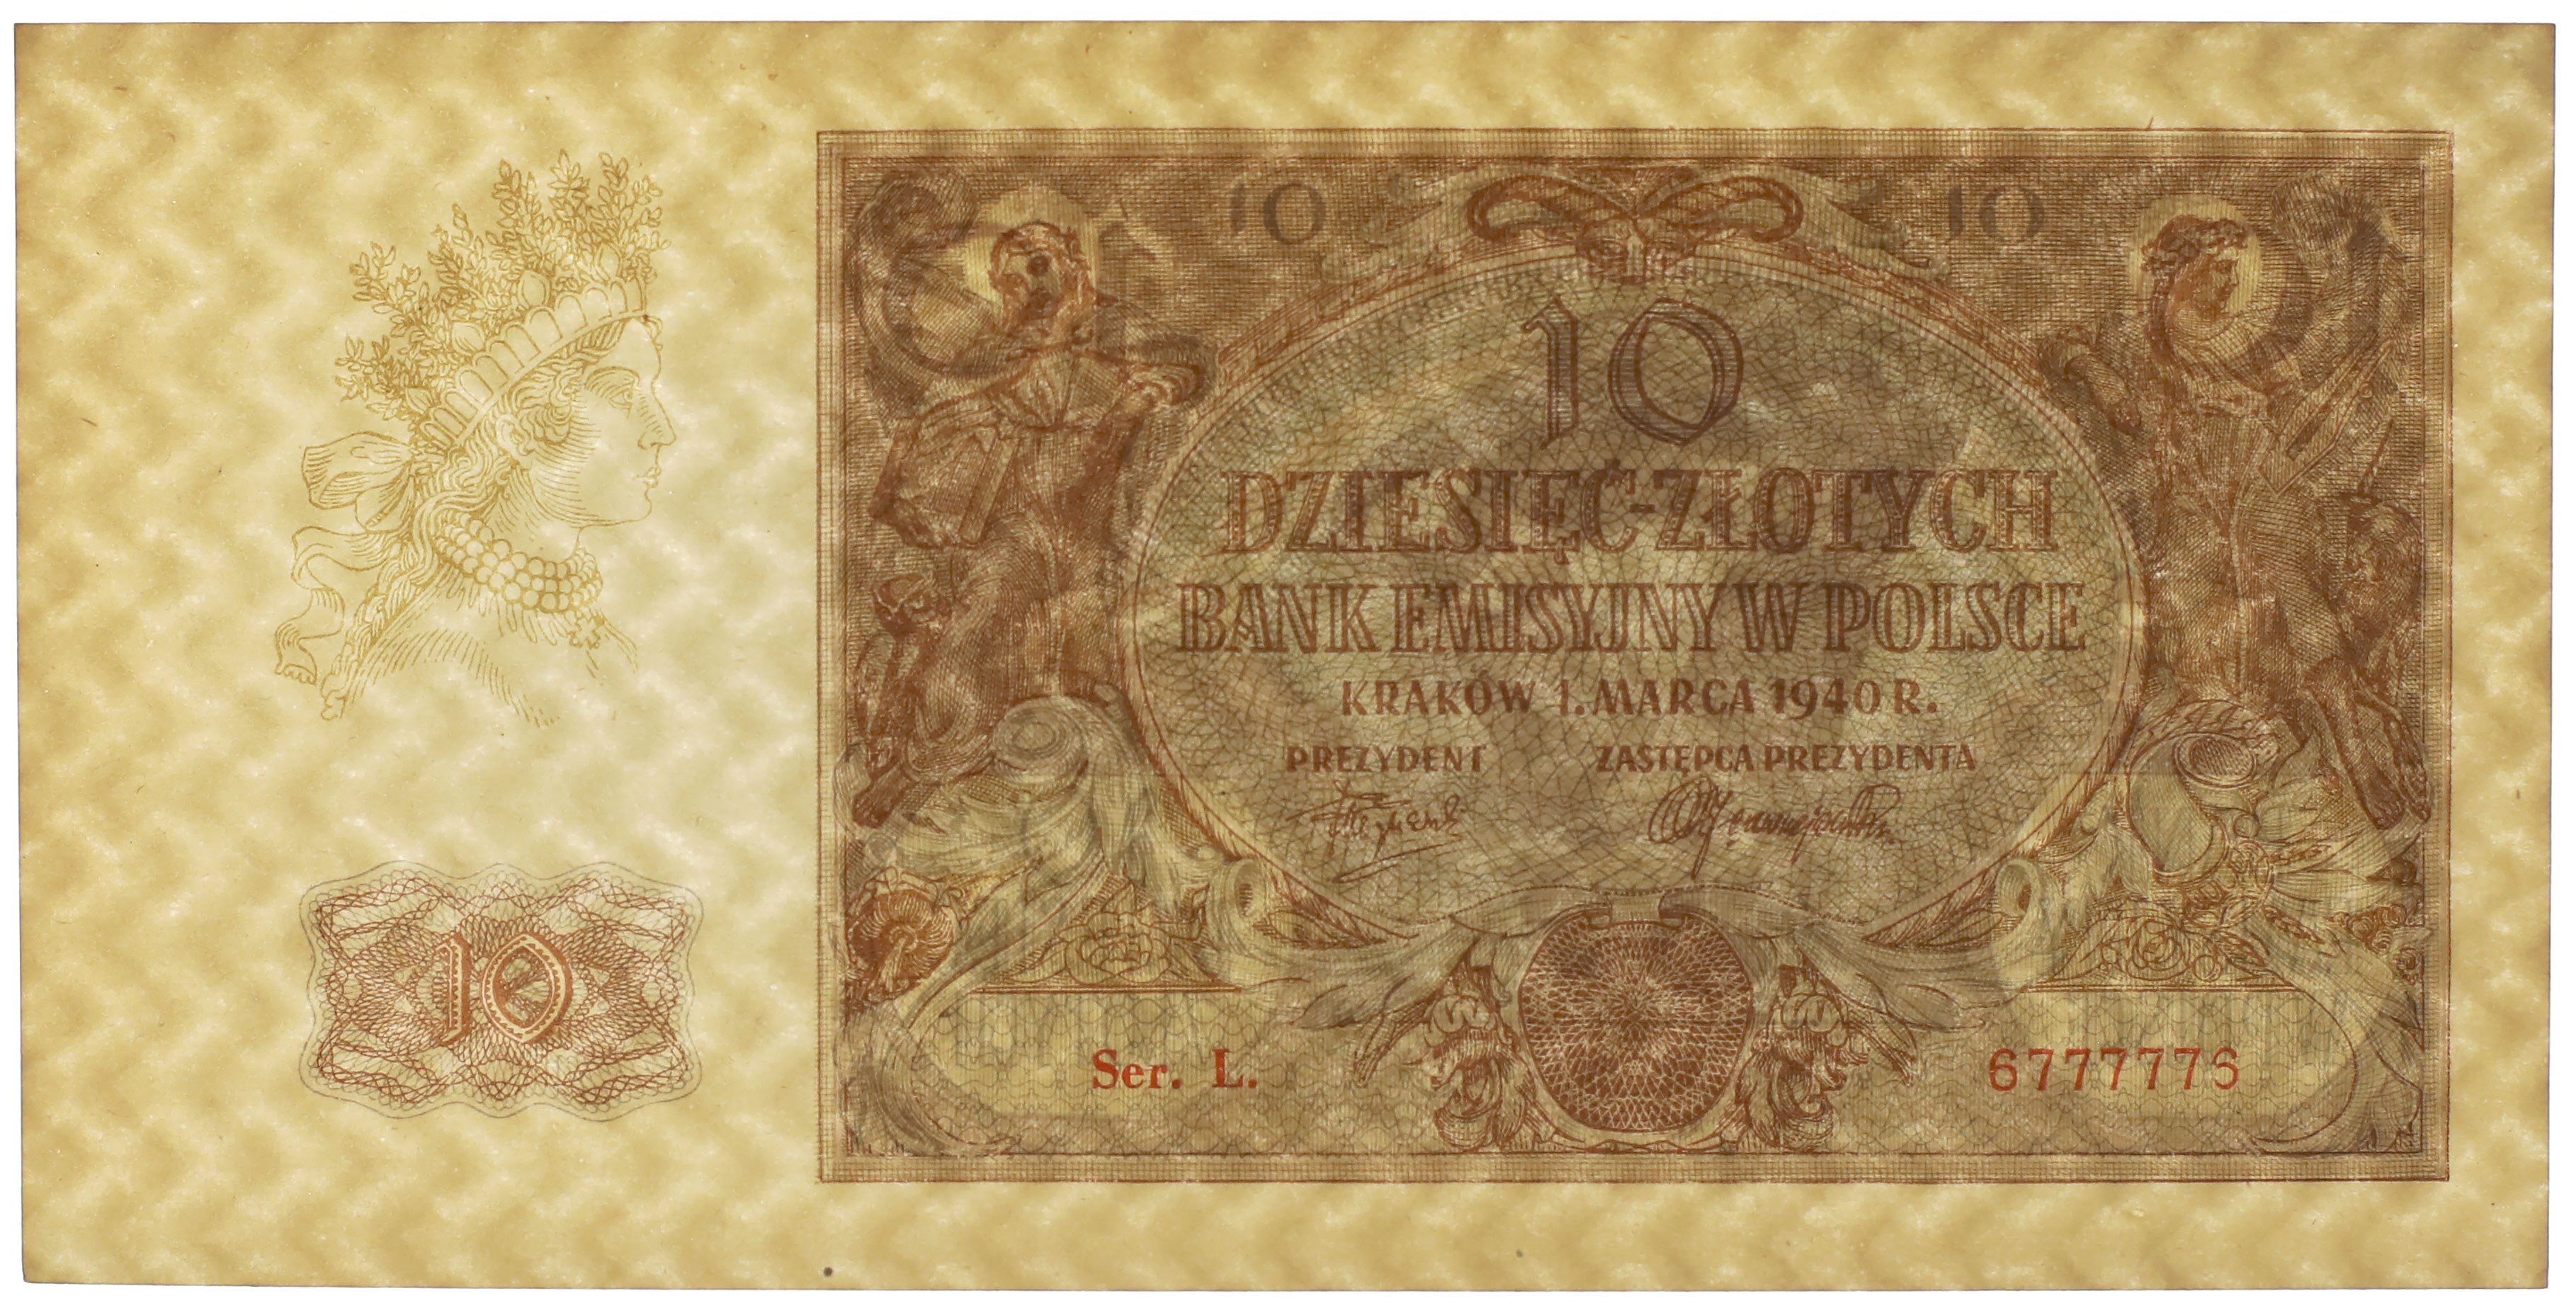 10 10
10
DZIESIĘĆ-ZŁOTYCH
BANK EMISYJNY W POLSCE
KRAKÓW 1. MARCA 1940 R.
PREZYDENT ZASTĘPCA PREZYDENTA
10
Ser. L. 6777776